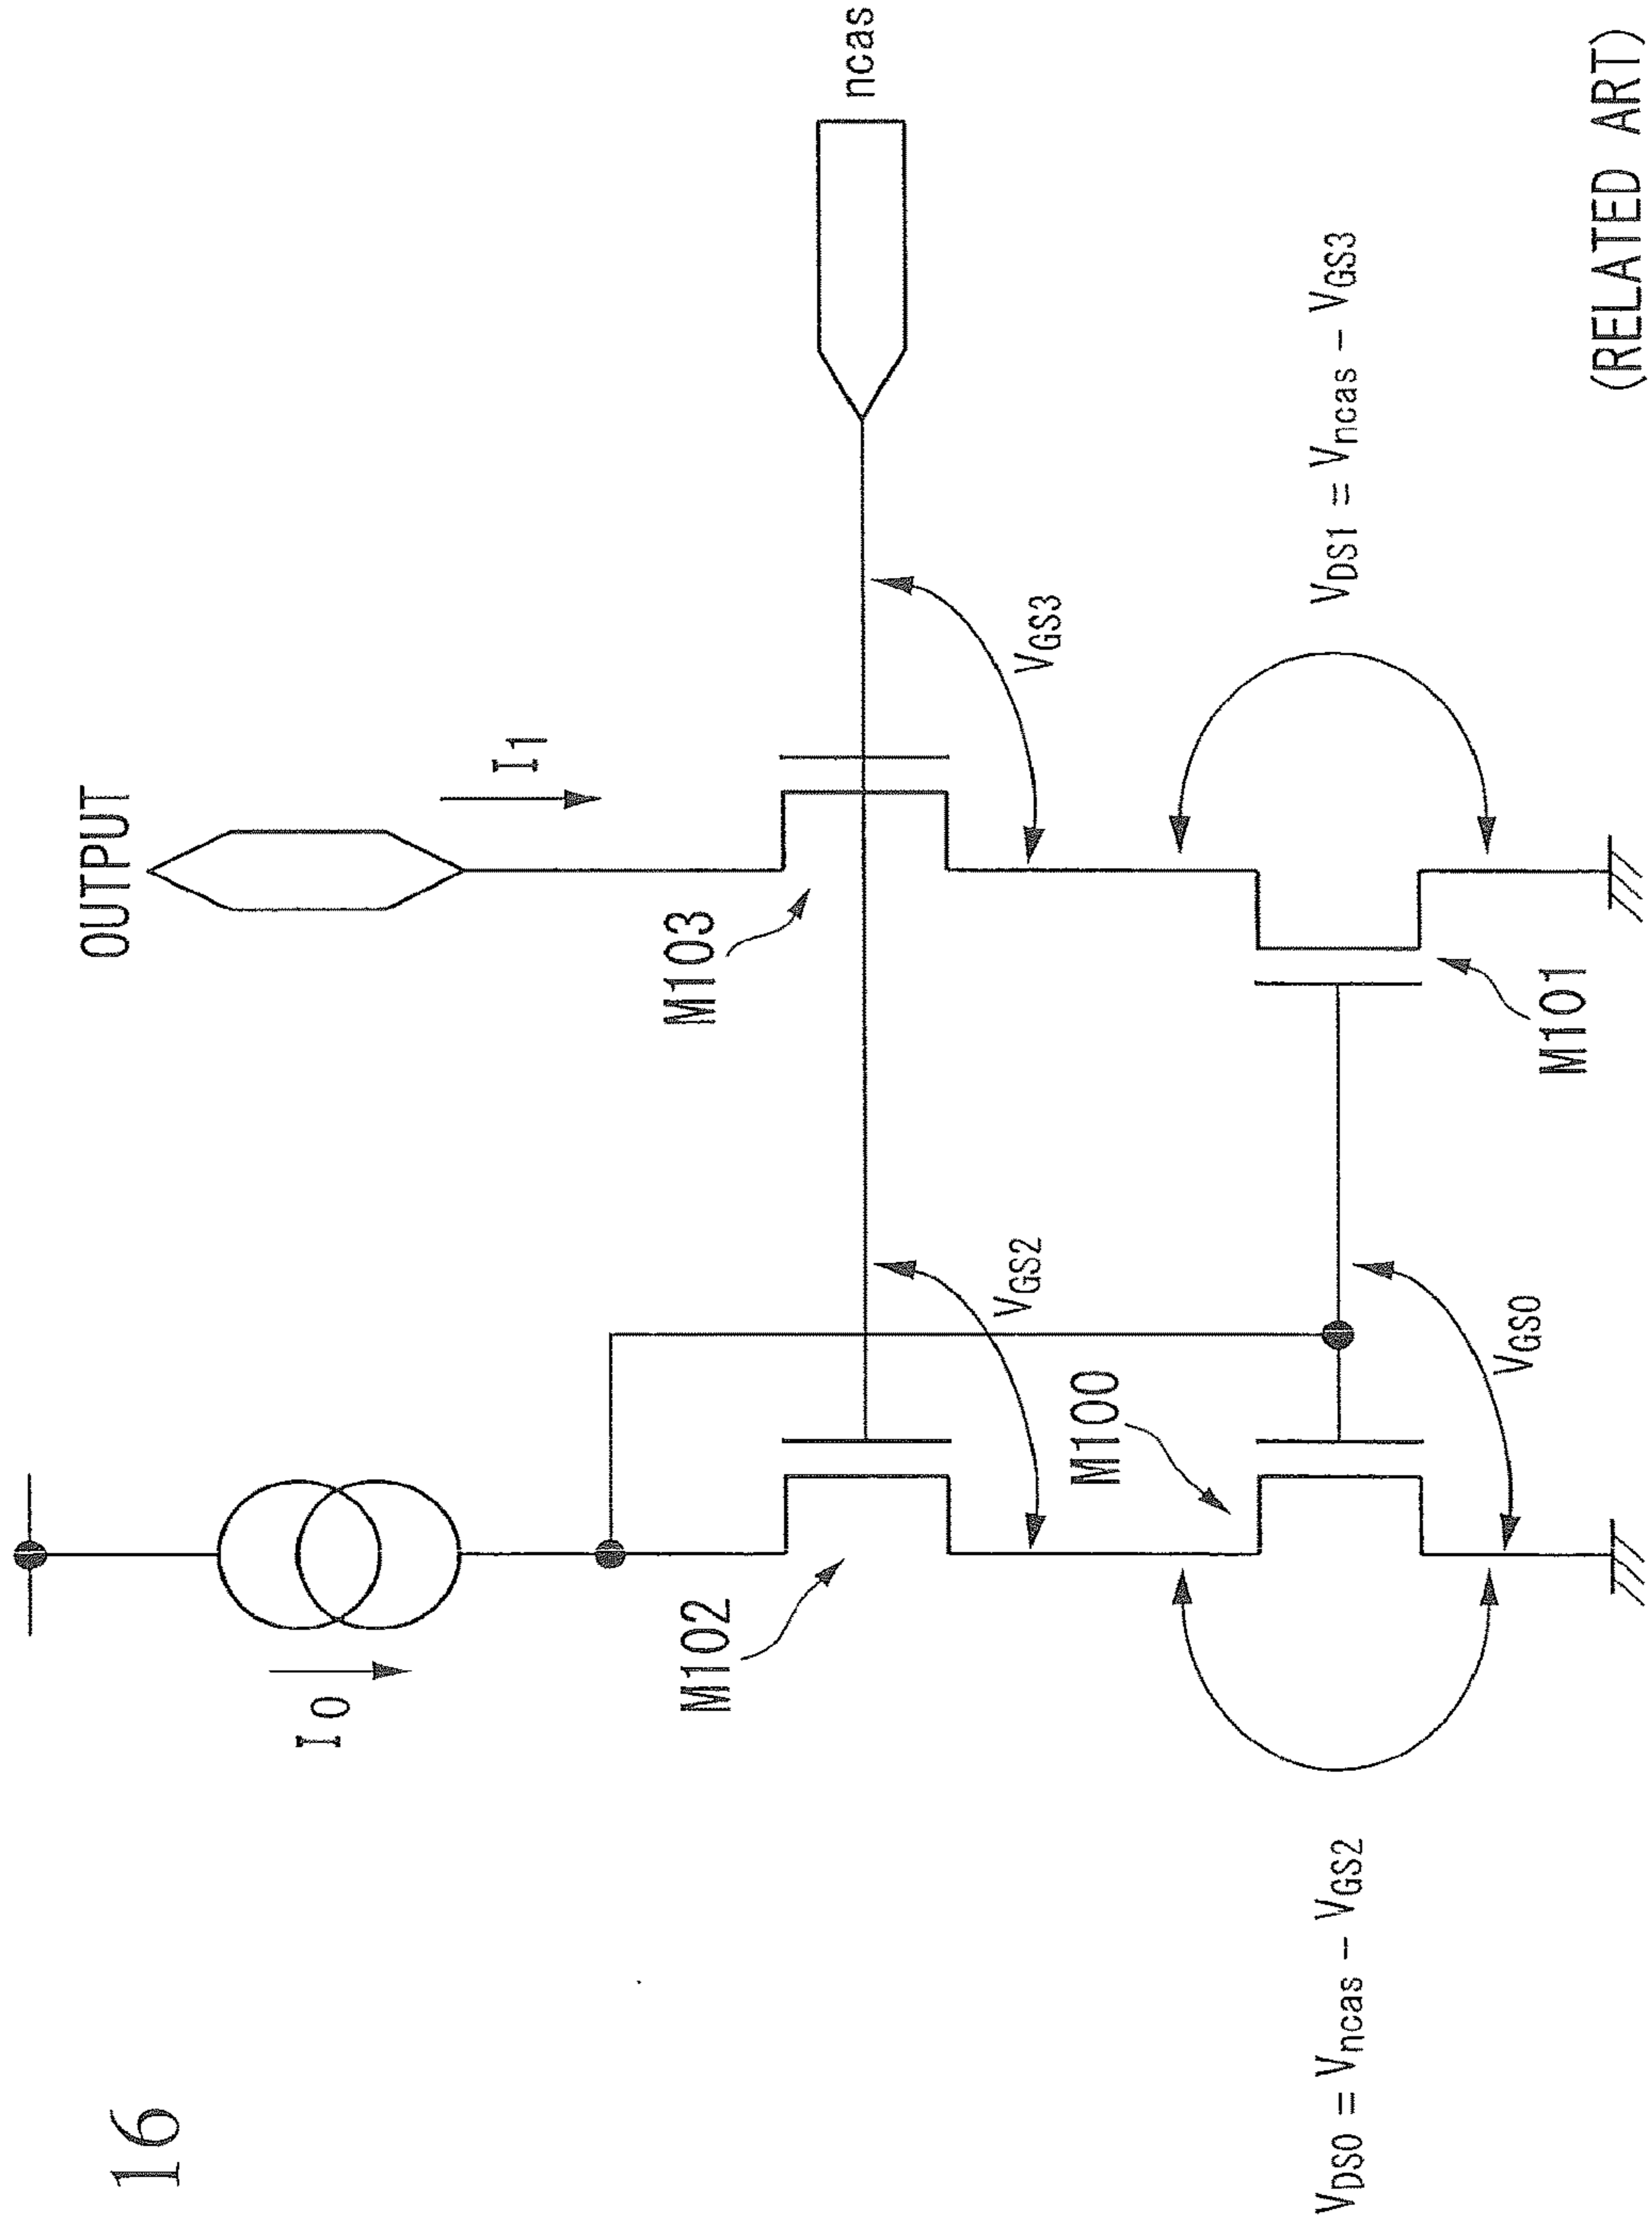 16
OUTPUT
I0
I1
M102
M103
ncas
VGS2
VGS3
M100
VDS0 = Vncas − VGS2
VDS1 = Vncas − VGS3
VGS0
M101
(RELATED ART)